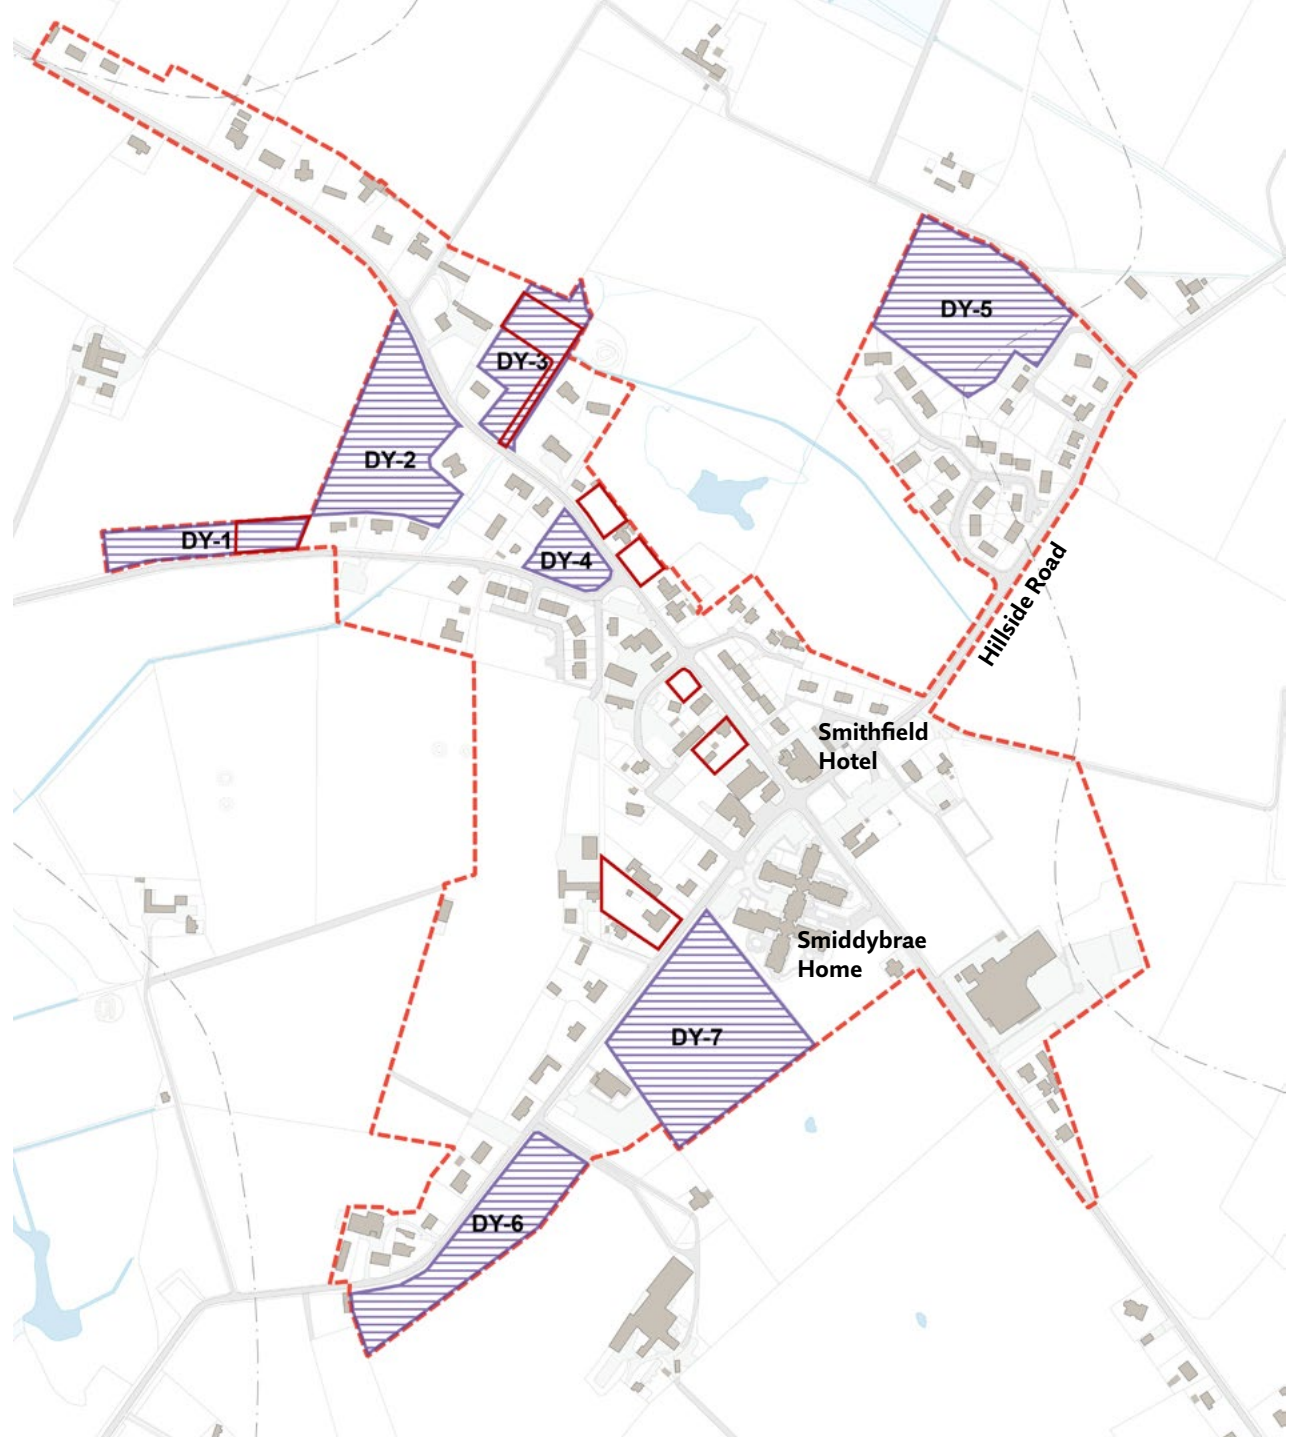 DY-5
DY-3
DY-2
DY-1
DY-4
Hillside Road
Smithfield
Hotel
Smiddybrae
Home
DY-7
DY-6